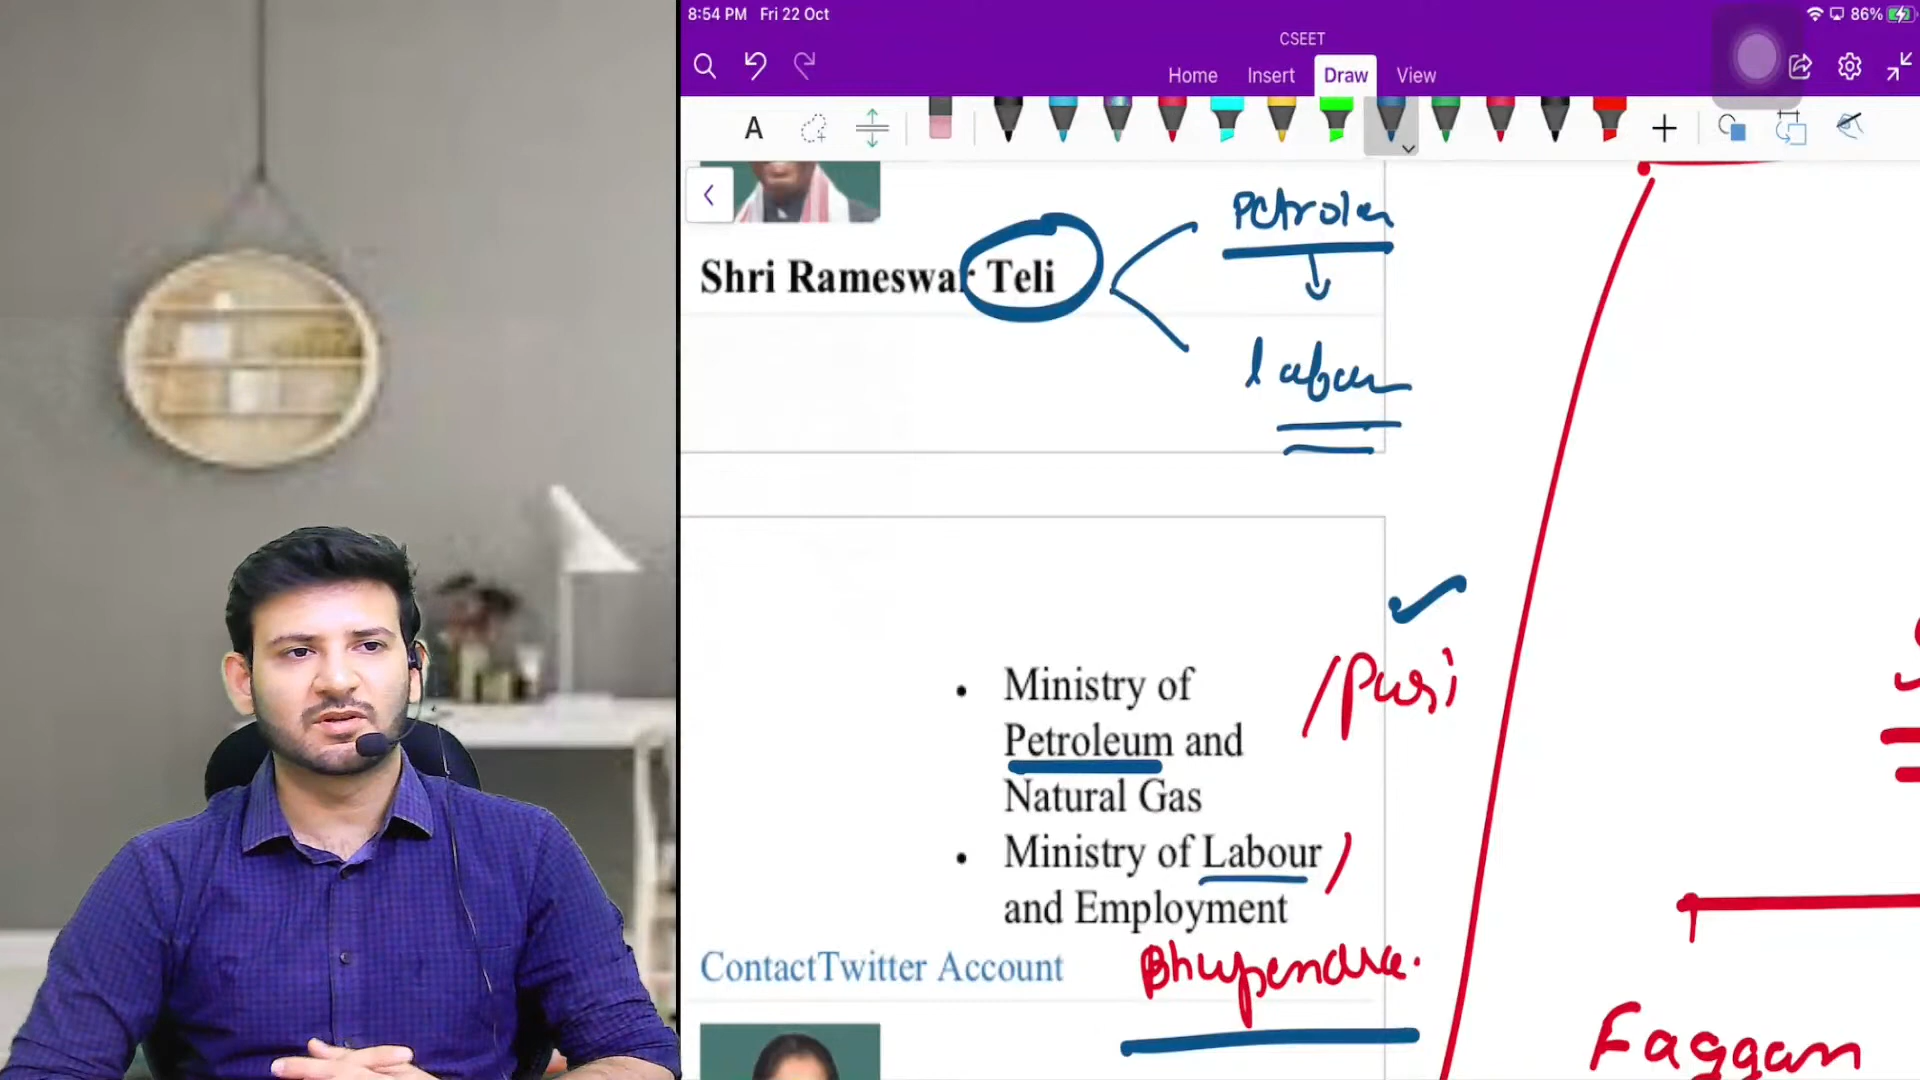 8:54 PM Fri 22 Oct
86%
CSEET
Home Insert Draw View
A
Petrolem
Shri Rameswar Teli
labour
Ministry of
Petroleum and
Natural Gas
/Puri
Ministry of Labour /
and Employment
Bhupendra.
ContactTwitter Account
Faggan